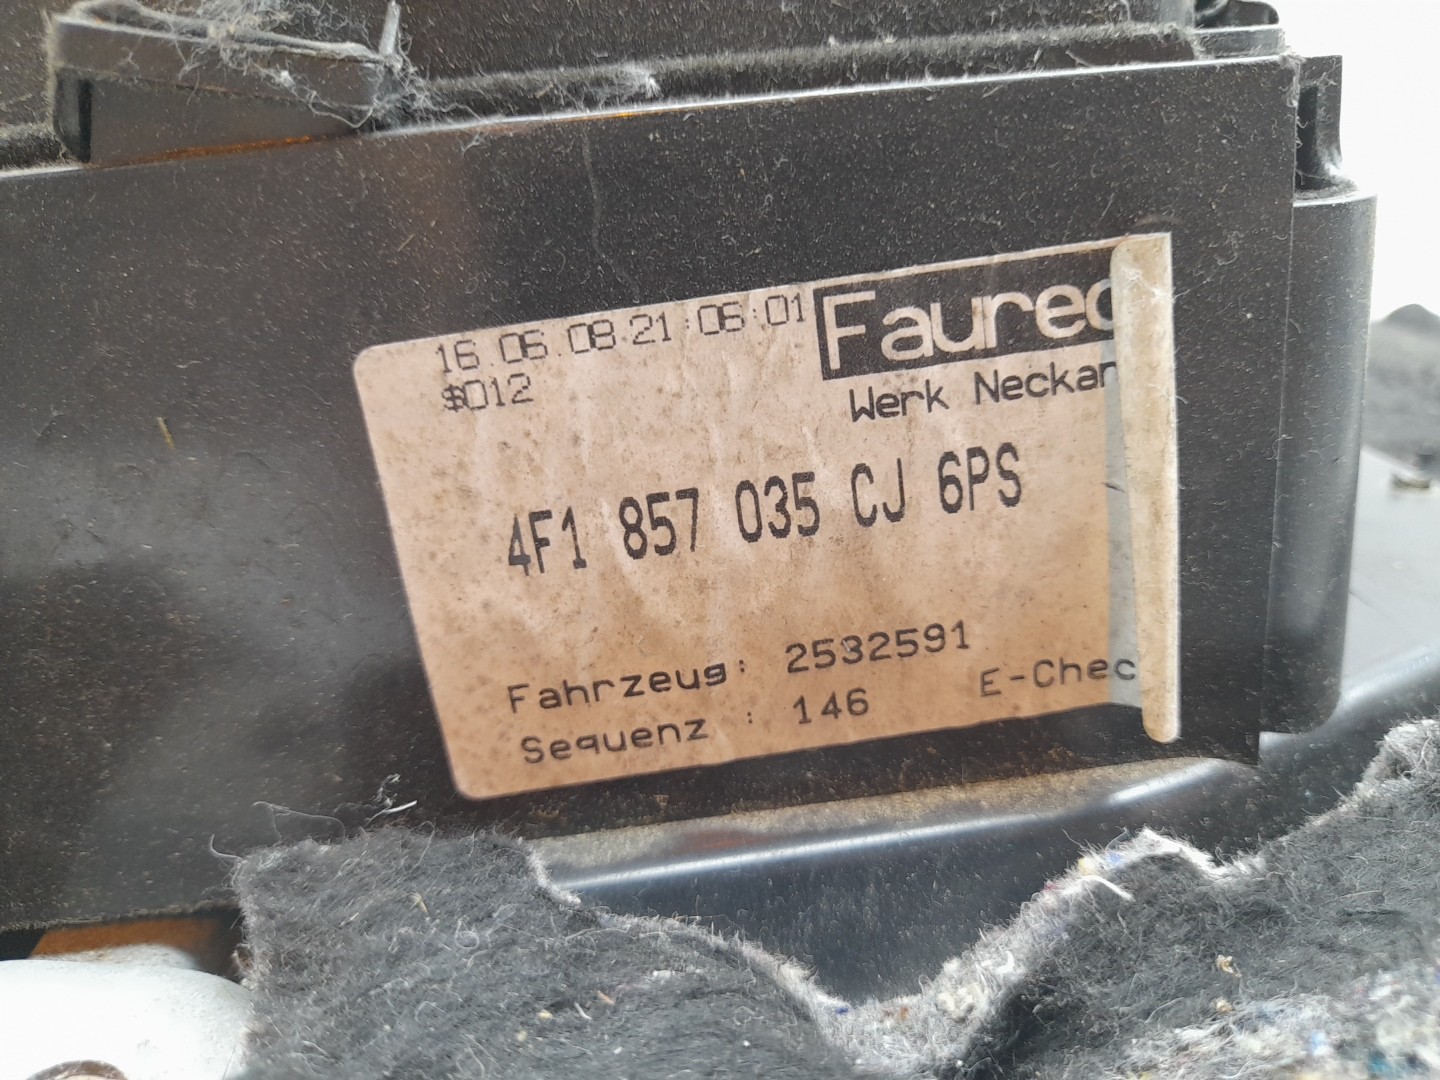 16.06.08 21:06:01
$D12
Faurec
Werk Neckar
4F1 857 035 CJ 6PS
Fahrzeug: 2532591
Sequenz : 146 E-Chec